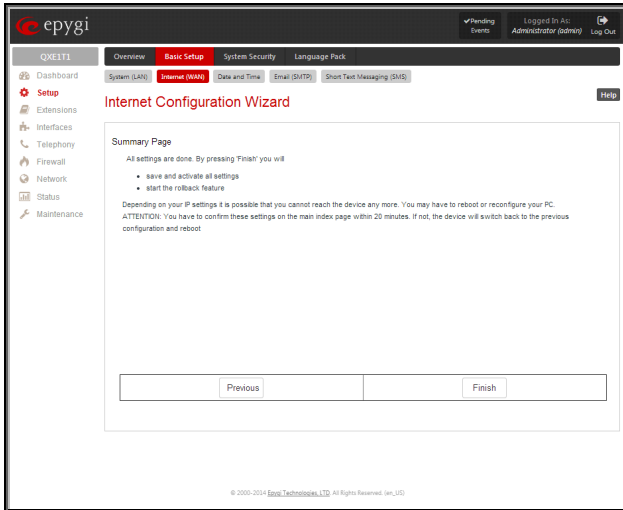 epygi
Pending Events
Logged In As:
Administrator (admin)
Log Out
QXE1T1
Overview
Basic Setup
System Security
Language Pack
Dashboard
Setup
Extensions
Interfaces
Telephony
Firewall
Network
Status
Maintenance
System (LAN)
Internet (WAN)
Date and Time
Email (SMTP)
Short Text Messaging (SMS)
Internet Configuration Wizard
Help
Summary Page
All settings are done. By pressing 'Finish' you will
save and activate all settings
start the rollback feature
Depending on your IP settings it is possible that you cannot reach the device any more. You may have to reboot or reconfigure your PC.
ATTENTION: You have to confirm these settings on the main index page within 20 minutes. If not, the device will switch back to the previous
configuration and reboot
Previous
Finish
© 2000-2014 Epygi Technologies, LTD. All Rights Reserved. (en_US)